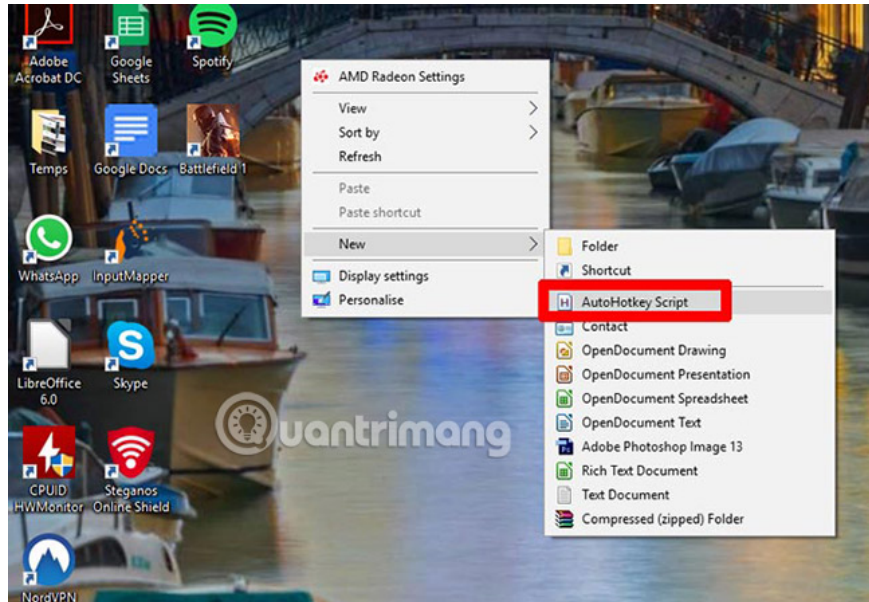 Adobe
Acrobat DC
Google
Sheets
Spotify
Temps
Google Docs
Battlefield 1
WhatsApp
InputMapper
LibreOffice
6.0
Skype
CPUID
HWMonitor
Steganos
Online Shield
NordVPN
AMD Radeon Settings
View
Sort by
Refresh
Paste
Paste shortcut
New
Display settings
Personalise
Folder
Shortcut
H AutoHotkey Script
Contact
OpenDocument Drawing
OpenDocument Presentation
OpenDocument Spreadsheet
OpenDocument Text
Ps Adobe Photoshop Image 13
Rich Text Document
Text Document
Compressed (zipped) Folder
Quantrimang